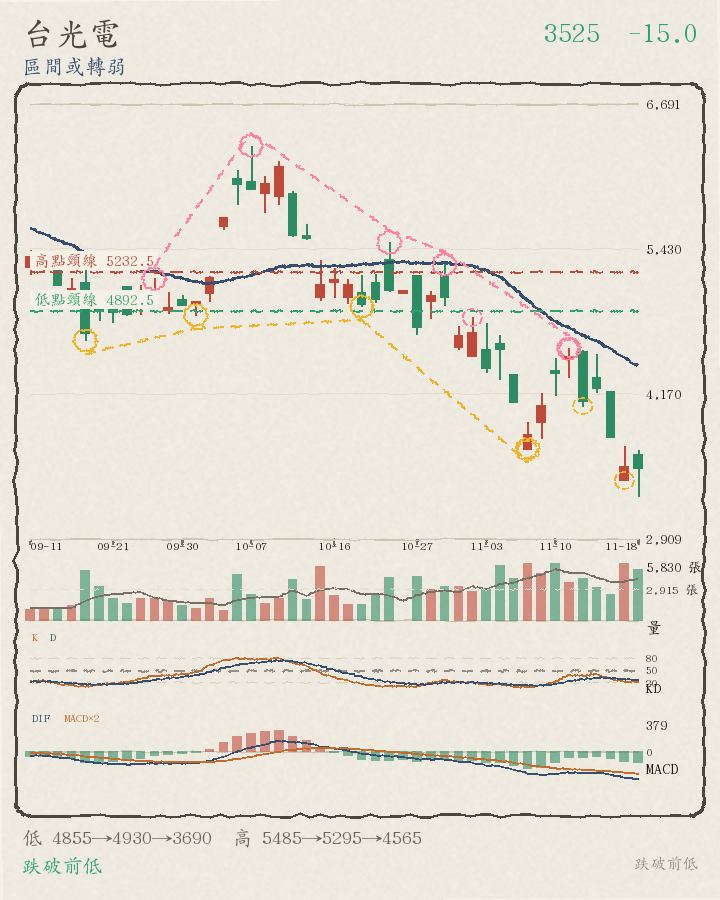 台光電
3525 -15.0
區間或轉弱
6,691
高點頸線 5232.5
5,430
低點頸線 4892.5
4,170
2,909
09-11 09-21 09-30 10-07 10-16 10-27 11-03 11-10 11-18
5,830 張
2,915 張
量
K D
80
50
20
KD
DIF MACD×2
379
0
MACD
低 4855→4930→3690 高 5485→5295→4565
跌破前低
跌破前低